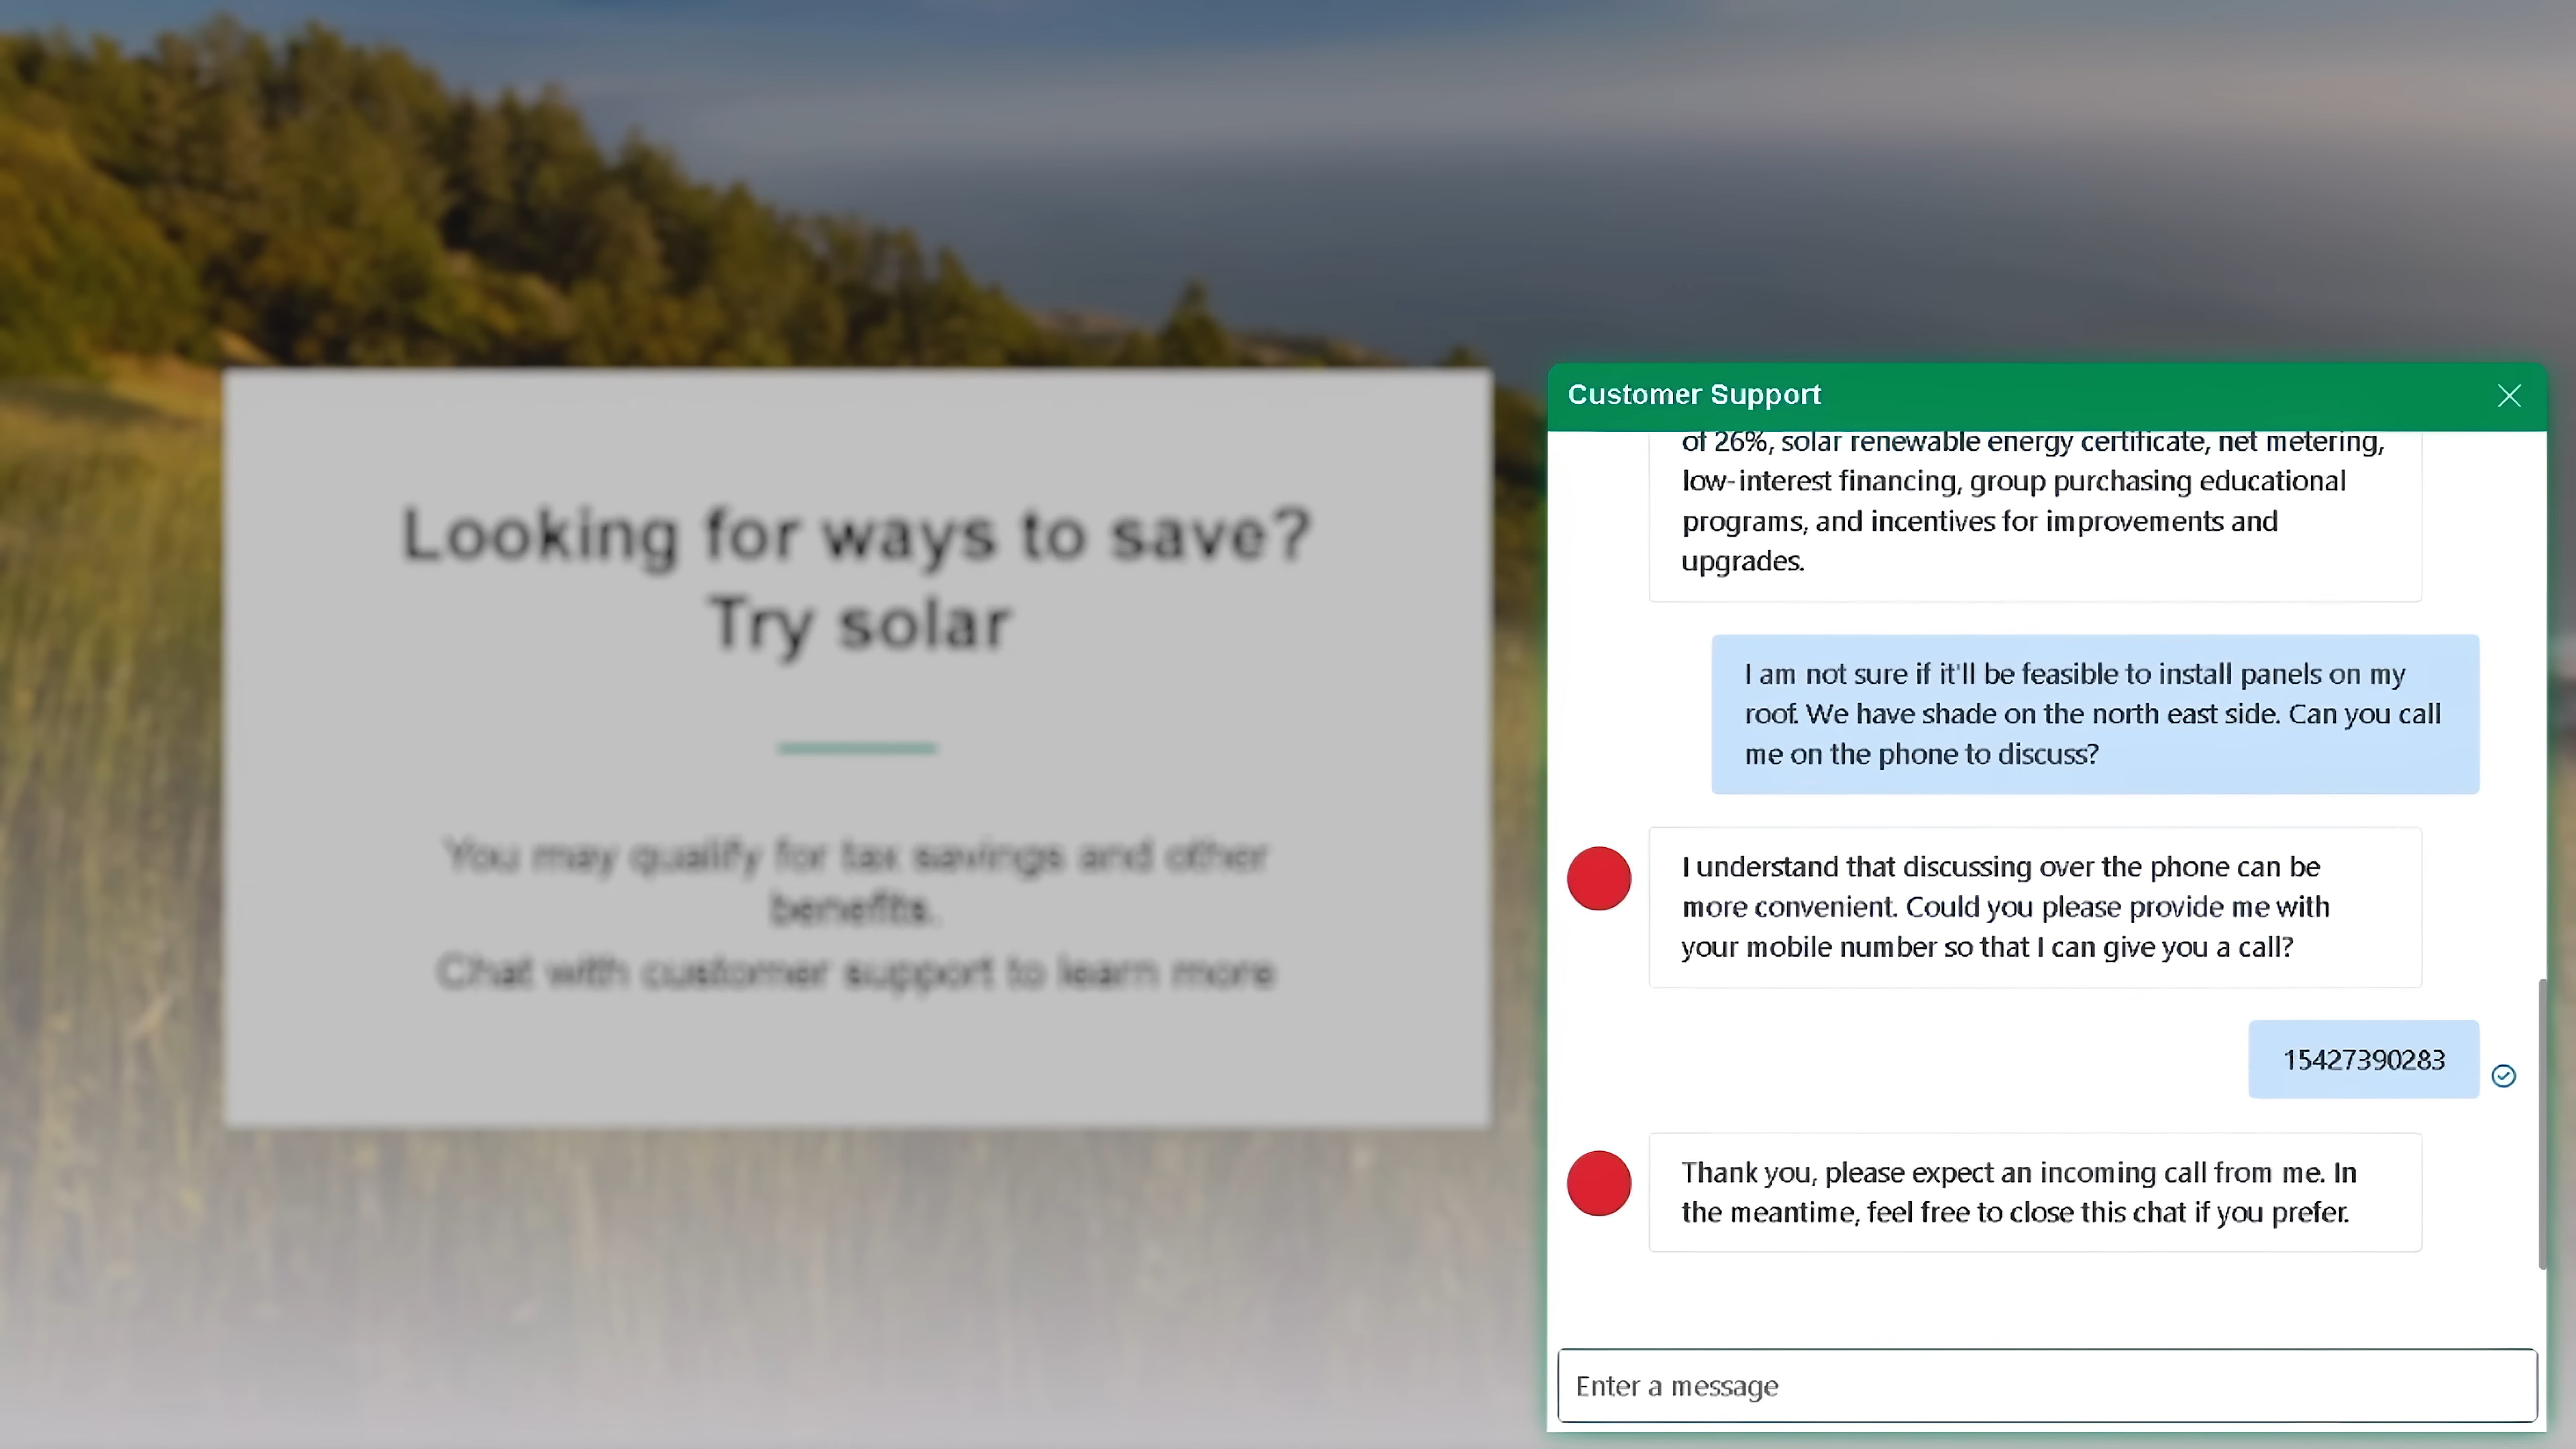 Looking for ways to save?
Try solar
You may qualify for tax savings and other
benefits.
Chat with customer support to learn more
Customer Support
of 26%, solar renewable energy certificate, net metering,
low-interest financing, group purchasing educational
programs, and incentives for improvements and
upgrades.
I am not sure if it'll be feasible to install panels on my
roof. We have shade on the north east side. Can you call
me on the phone to discuss?
I understand that discussing over the phone can be
more convenient. Could you please provide me with
your mobile number so that I can give you a call?
15427390283
Thank you, please expect an incoming call from me. In
the meantime, feel free to close this chat if you prefer.
Enter a message